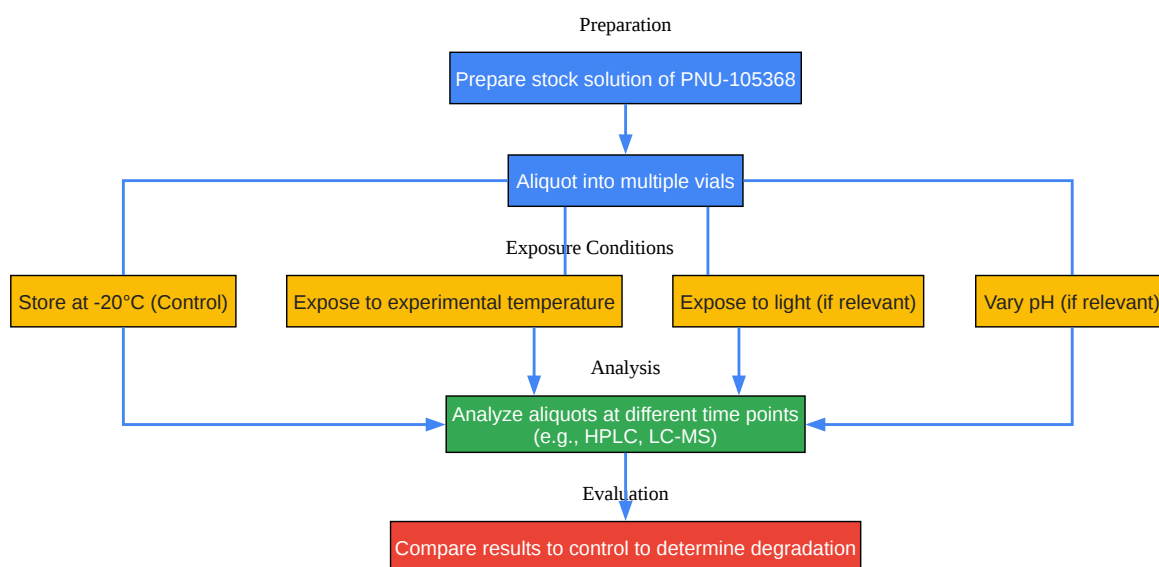 Preparation
Prepare stock solution of PNU-105368
Aliquot into multiple vials
Exposure Conditions
Store at -20°C (Control)
Expose to experimental temperature
Expose to light (if relevant)
Vary pH (if relevant)
Analysis
Analyze aliquots at different time points
(e.g., HPLC, LC-MS)
Evaluation
Compare results to control to determine degradation